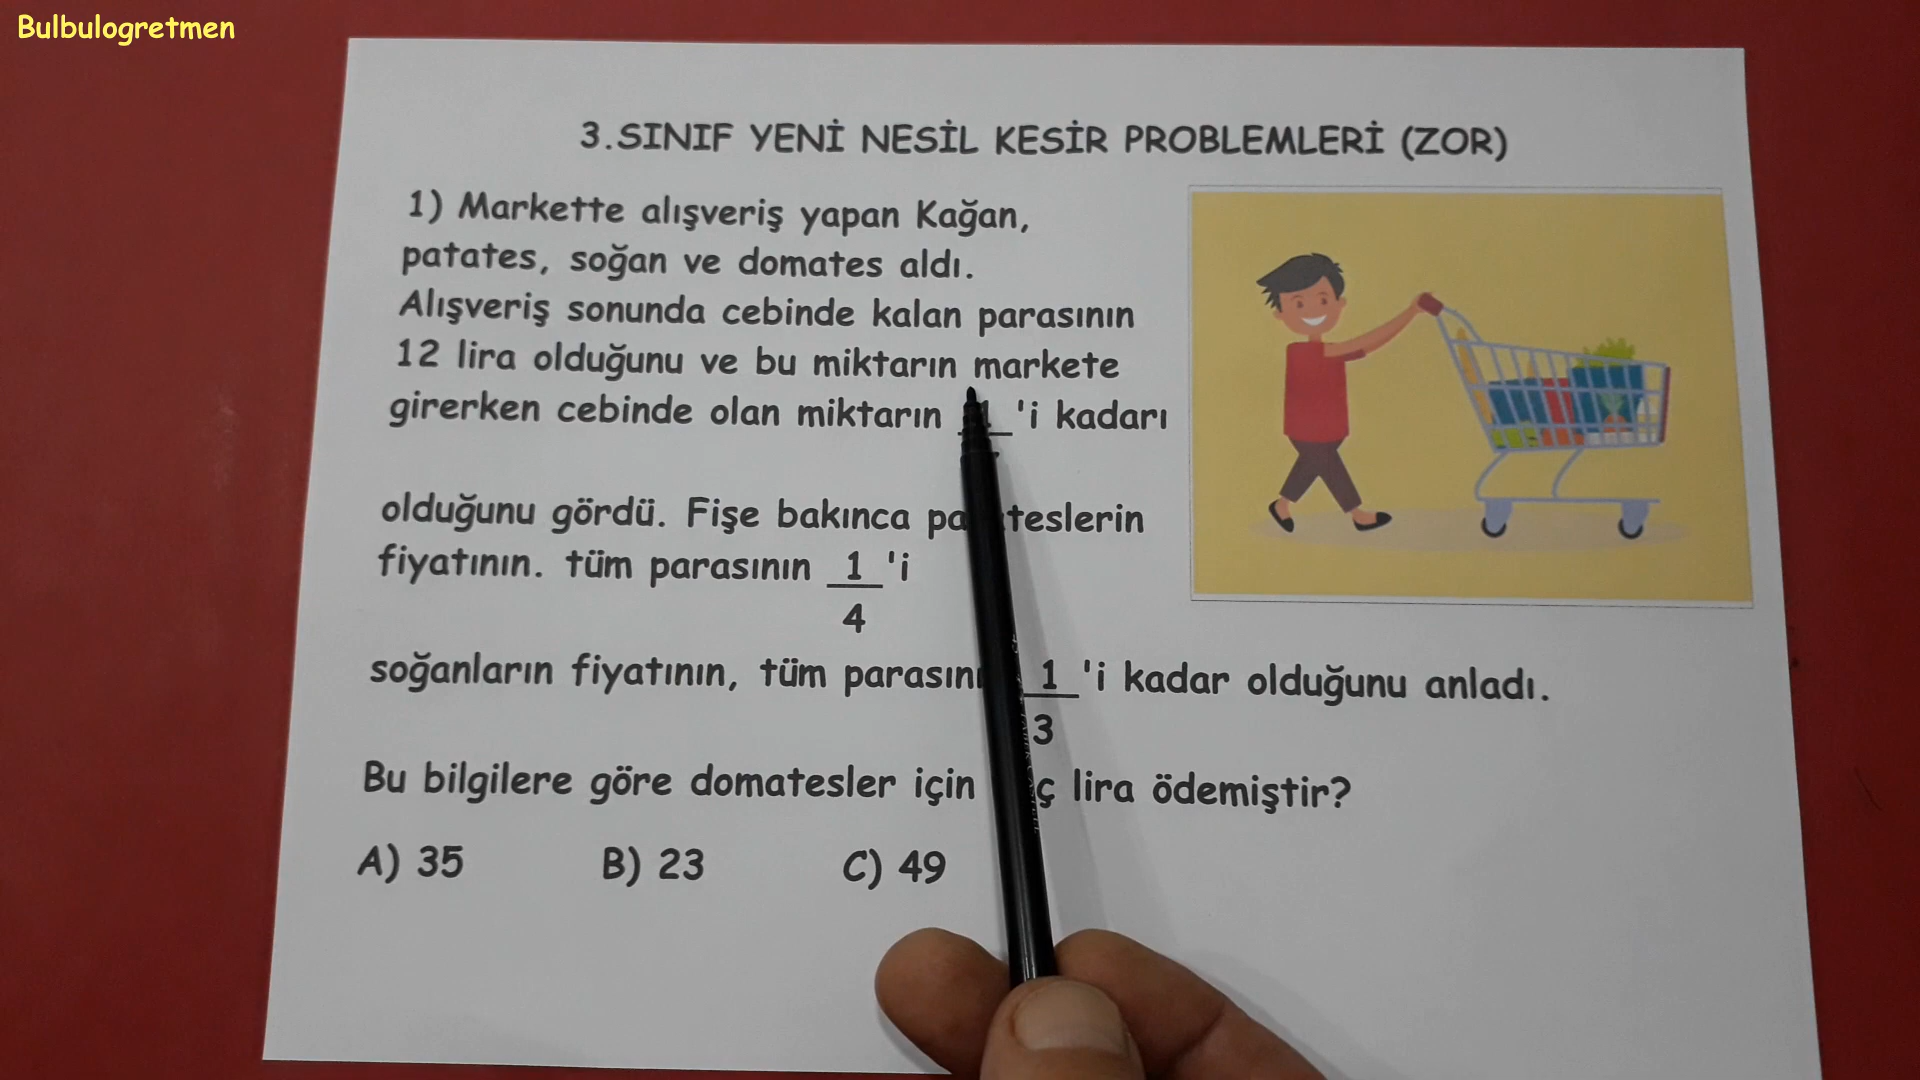 Bulbulogretmen
3.SINIF YENİ NESİL KESİR PROBLEMLERİ (ZOR)
1) Markette alışveriş yapan Kağan,
patates, soğan ve domates aldı.
Alışveriş sonunda cebinde kalan parasının
12 lira olduğunu ve bu miktarın markete
girerken cebinde olan miktarın 'i kadarı
olduğunu gördü. Fişe bakınca
fiyatının. tüm parasının 1 'i
4
soğanların fiyatının, tüm 1 'i kadar olduğunu anladı.
3
Bu bilgilere göre domatesler için lira ödemiştir?
A) 35 B) 23 C) 49